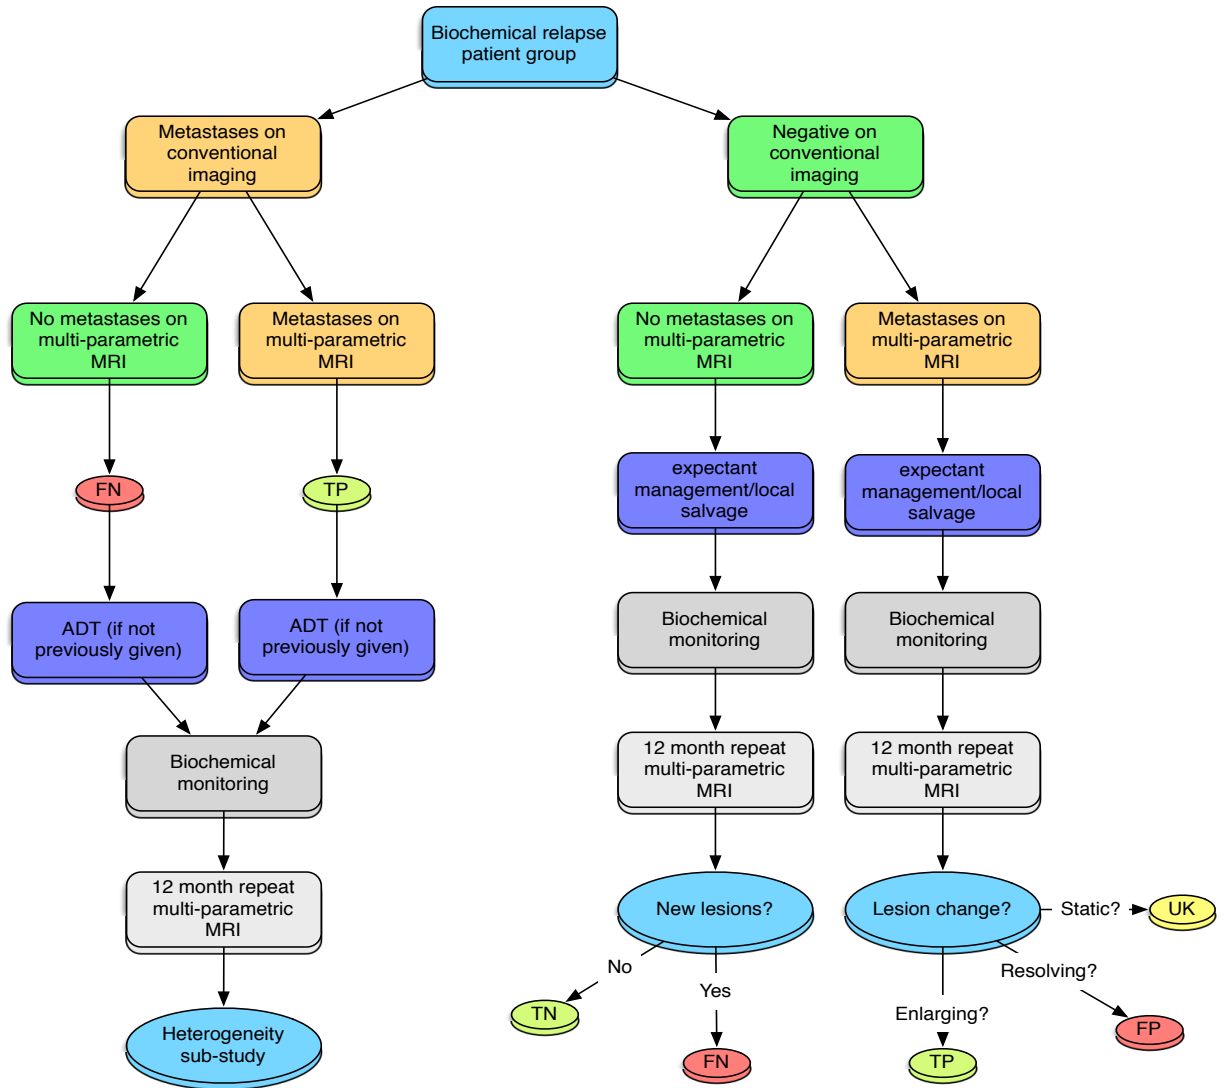 Biochemical relapse
patient group
Metastases on
conventional
imaging
Negative on
conventional
imaging
No metastases on
multi-parametric
MRI
Metastases on
multi-parametric
MRI
No metastases on
multi-parametric
MRI
Metastases on
multi-parametric
MRI
FN
TP
expectant
management/local
salvage
expectant
management/local
salvage
ADT (if not
previously given)
ADT (if not
previously given)
Biochemical
monitoring
Biochemical
monitoring
Biochemical
monitoring
12 month repeat
multi-parametric
MRI
12 month repeat
multi-parametric
MRI
12 month repeat
multi-parametric
MRI
New lesions?
Lesion change?
Static?
UK
No
Yes
Resolving?
Enlarging?
TN
FN
TP
FP
Heterogeneity
sub-study